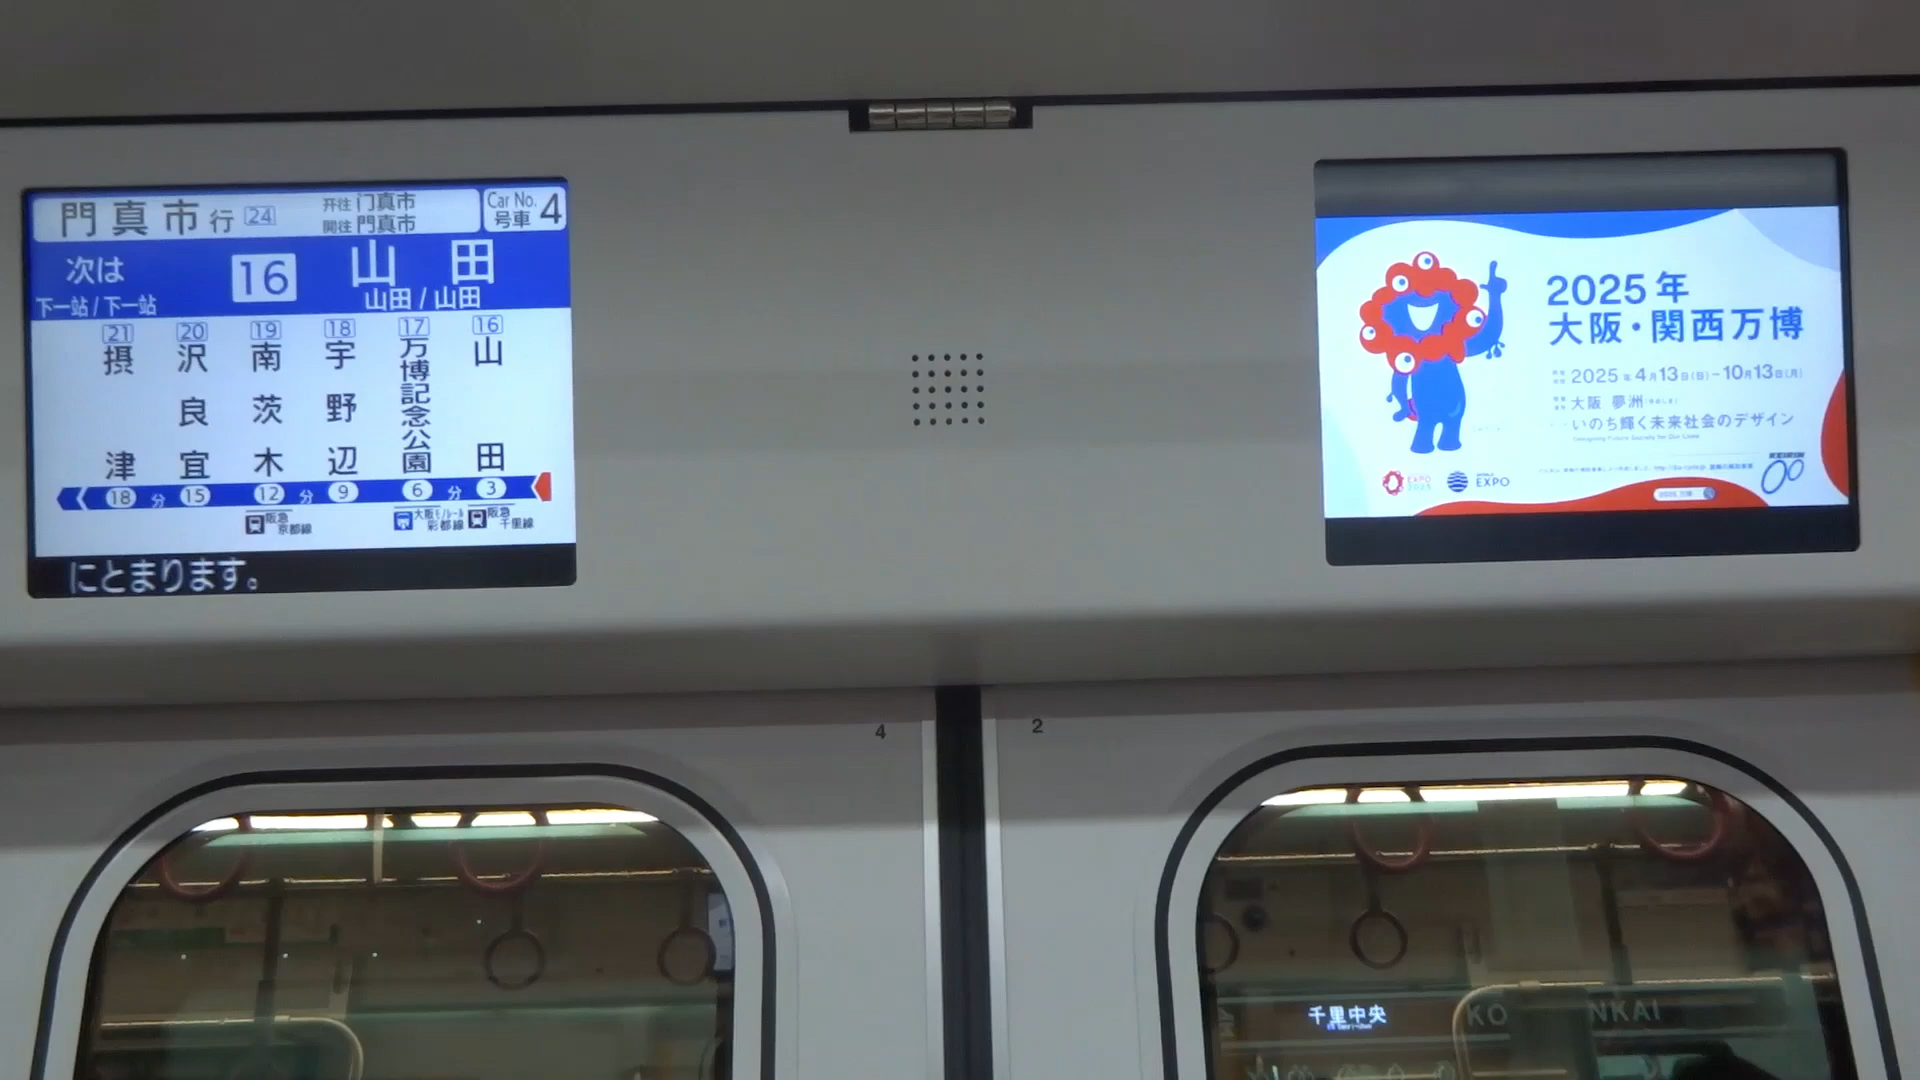 門真市行 24
开往 门真市
開往 門真市
Car No. 4
号車
次は 16 山田
下一站 / 下一站 山田 / 山田
21 20 19 18 17 16
摂津 沢良宜 南茨木 宇野辺 万博記念公園 山田
18 分 15 12 分 9 6 分 3
阪急京都線 大阪モノレール彩都線 阪急千里線
にとまります。
2025年
大阪・関西万博
2025年4月13日(日)-10月13日(月)
大阪 夢洲
いのち輝く未来社会のデザイン
Designing Future Society for Our Lives
EXPO
2025
WORLD
EXPO
KEIRIN
4
2
千里中央
KO NKAI